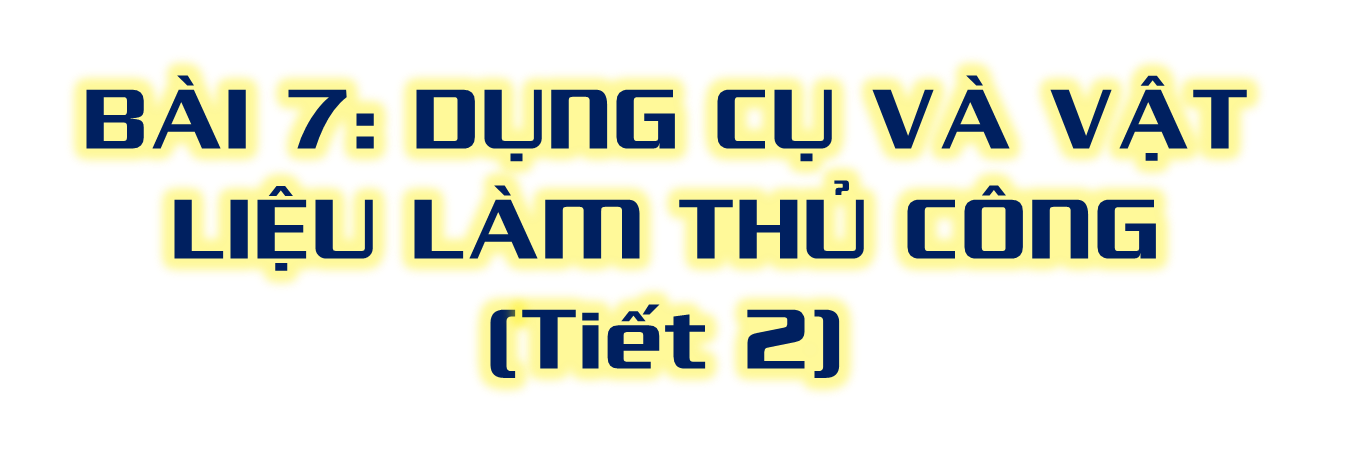 BÀI 7: DỤNG CỤ VÀ VẬT
LIỆU LÀM THỦ CÔNG
(Tiết 2)